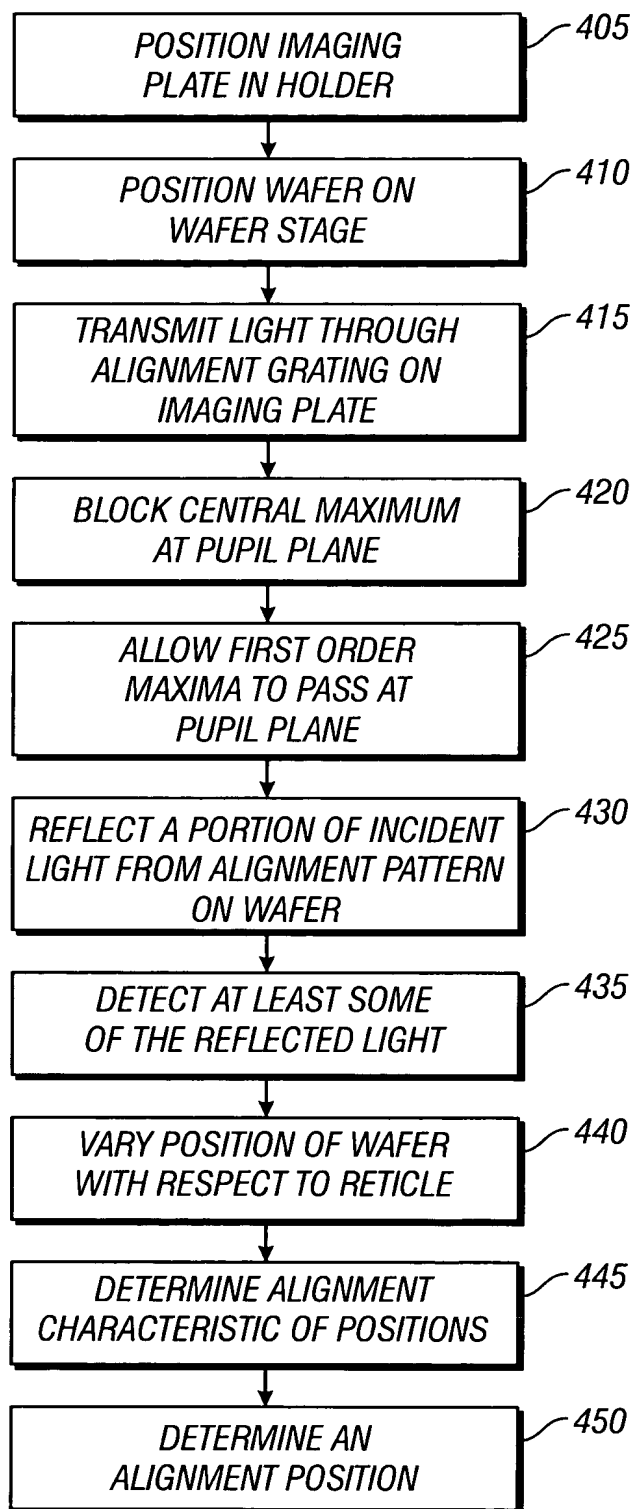 405
POSITION IMAGING
PLATE IN HOLDER
410
POSITION WAFER ON
WAFER STAGE
415
TRANSMIT LIGHT THROUGH
ALIGNMENT GRATING ON
IMAGING PLATE
420
BLOCK CENTRAL MAXIMUM
AT PUPIL PLANE
425
ALLOW FIRST ORDER
MAXIMA TO PASS AT
PUPIL PLANE
430
REFLECT A PORTION OF INCIDENT
LIGHT FROM ALIGNMENT PATTERN
ON WAFER
435
DETECT AT LEAST SOME
OF THE REFLECTED LIGHT
440
VARY POSITION OF WAFER
WITH RESPECT TO RETICLE
445
DETERMINE ALIGNMENT
CHARACTERISTIC OF POSITIONS
450
DETERMINE AN
ALIGNMENT POSITION